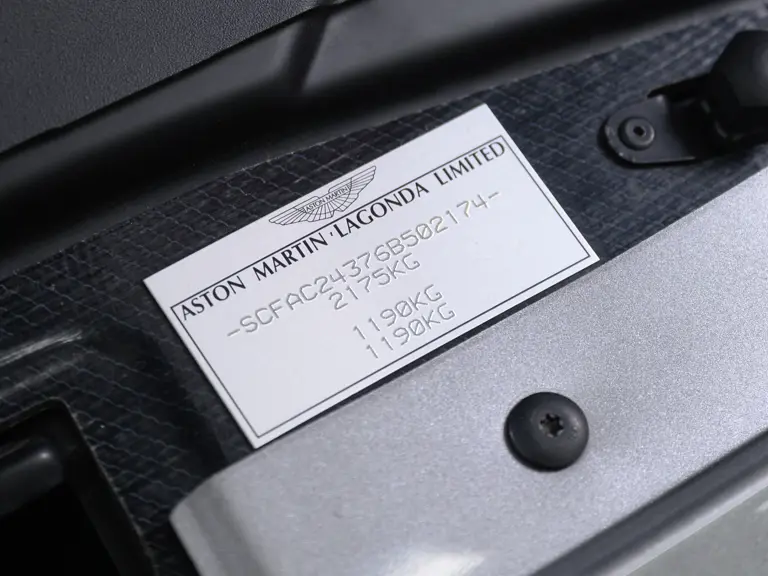 ASTON MARTIN
ASTON MARTIN LAGONDA LIMITED
-SCFAC24376B502174-
2175KG
1190KG
1190KG